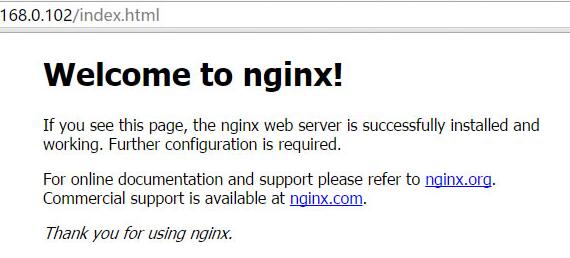 168.0.102/index.html
Welcome to nginx!
If you see this page, the nginx web server is successfully installed and
working. Further configuration is required.
For online documentation and support please refer to nginx.org.
Commercial support is available at nginx.com.
Thank you for using nginx.